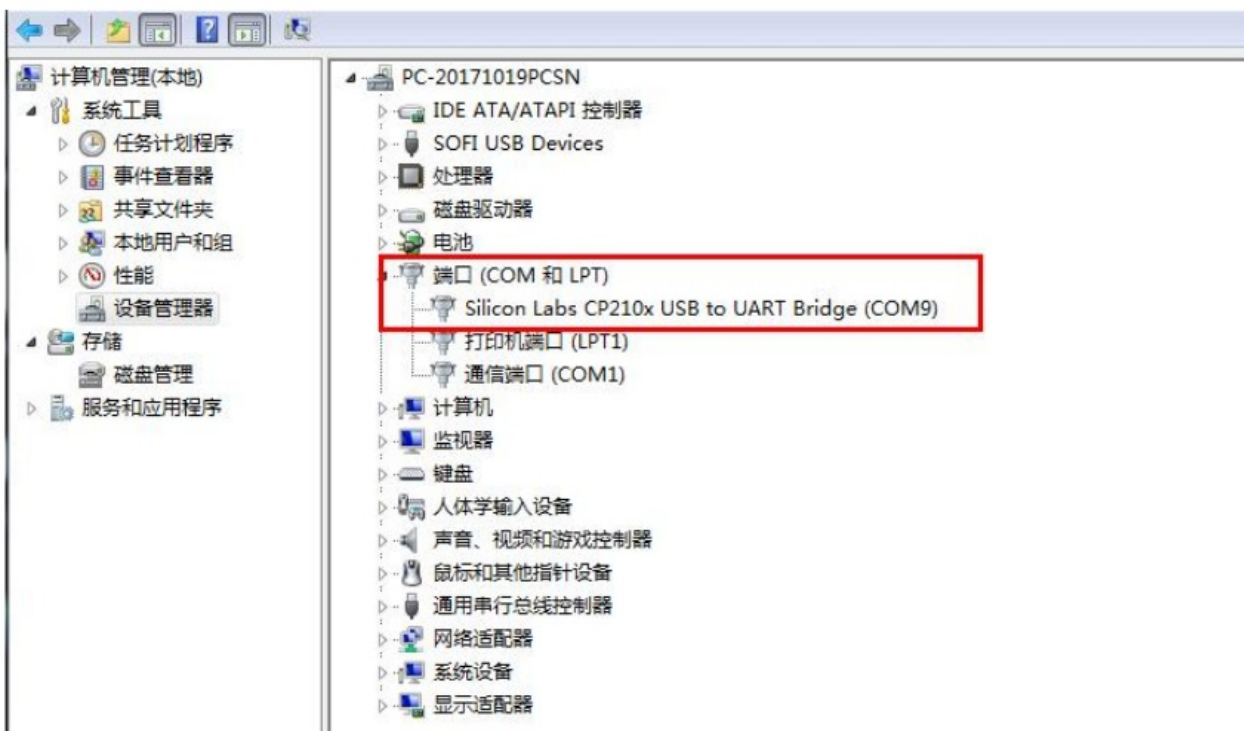 计算机管理(本地)
系统工具
任务计划程序
事件查看器
共享文件夹
本地用户和组
性能
设备管理器
存储
磁盘管理
服务和应用程序
PC-20171019PCSN
IDE ATA/ATAPI 控制器
SOFI USB Devices
处理器
磁盘驱动器
电池
端口 (COM 和 LPT)
Silicon Labs CP210x USB to UART Bridge (COM9)
打印机端口 (LPT1)
通信端口 (COM1)
计算机
监视器
键盘
人体学输入设备
声音、视频和游戏控制器
鼠标和其他指针设备
通用串行总线控制器
网络适配器
系统设备
显示适配器